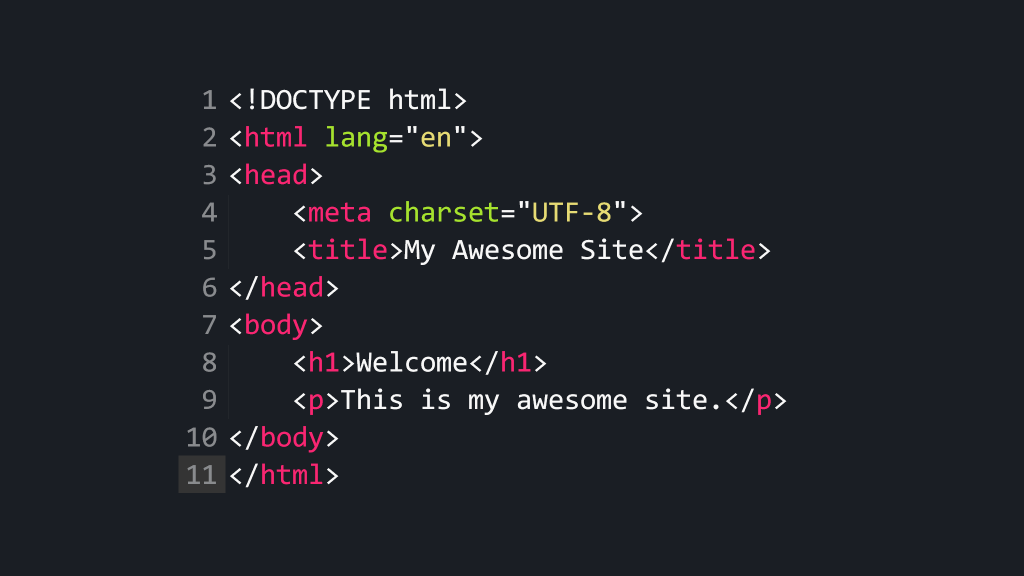 1 <!DOCTYPE html>
2 <html lang="en">
3 <head>
4     <meta charset="UTF-8">
5     <title>My Awesome Site</title>
6 </head>
7 <body>
8     <h1>Welcome</h1>
9     <p>This is my awesome site.</p>
10 </body>
11 </html>